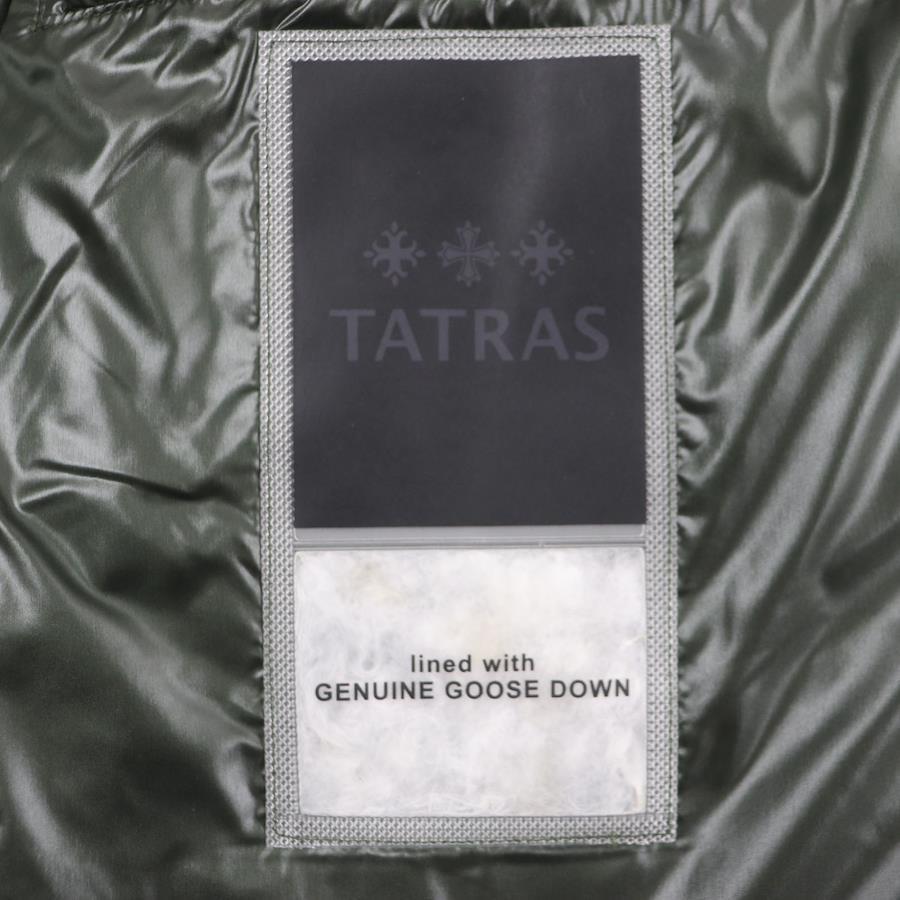 TATRAS
lined with
GENUINE GOOSE DOWN